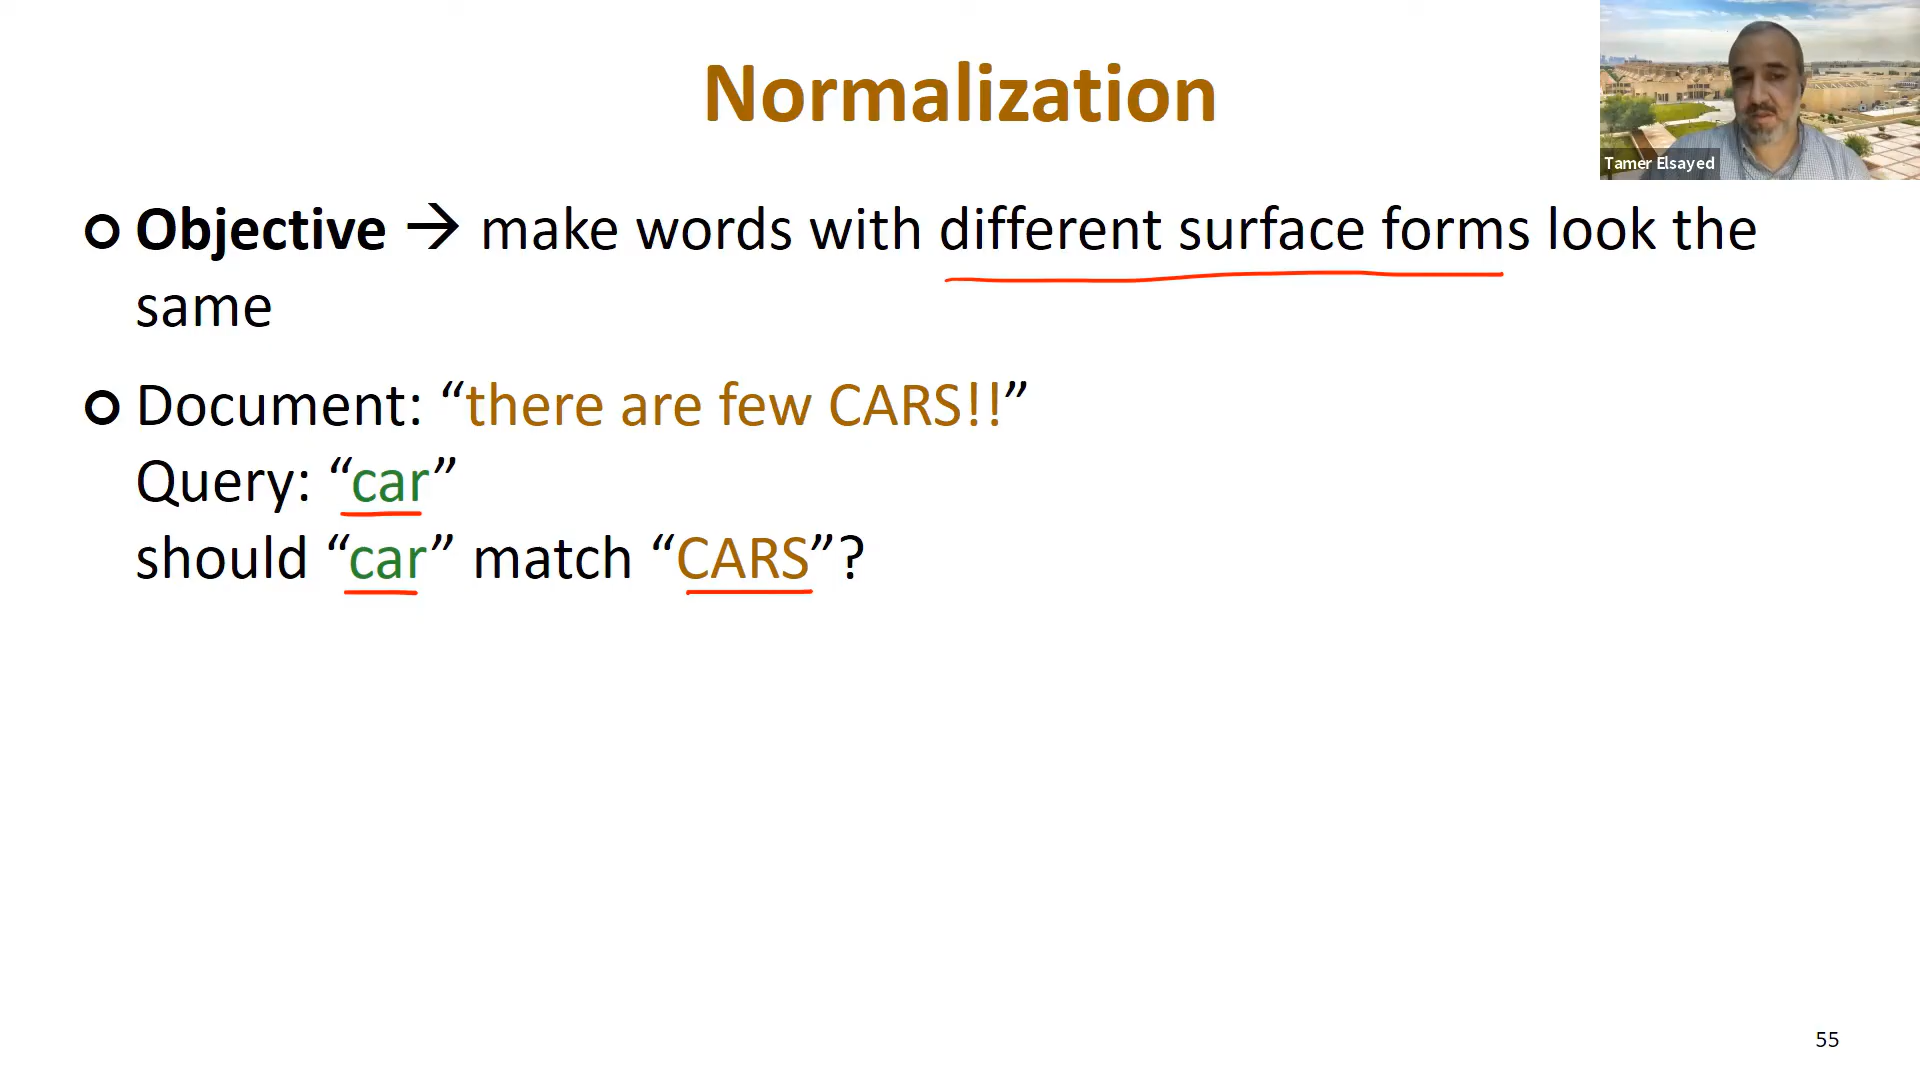 Normalization
Tamer Elsayed
Objective → make words with different surface forms look the
same
Document: “there are few CARS!!”
Query: “car”
should “car” match “CARS”?
55